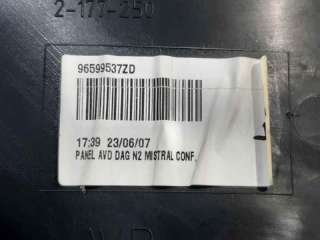 2-177-250
96599537ZD
17:39 23/06/07
PANEL AVD DAG N2 MISTRAL CONF.